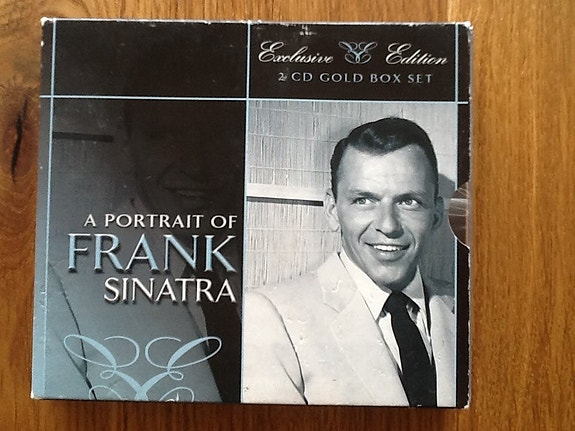 Exclusive Edition
2 CD GOLD BOX SET
A PORTRAIT OF
FRANK
SINATRA